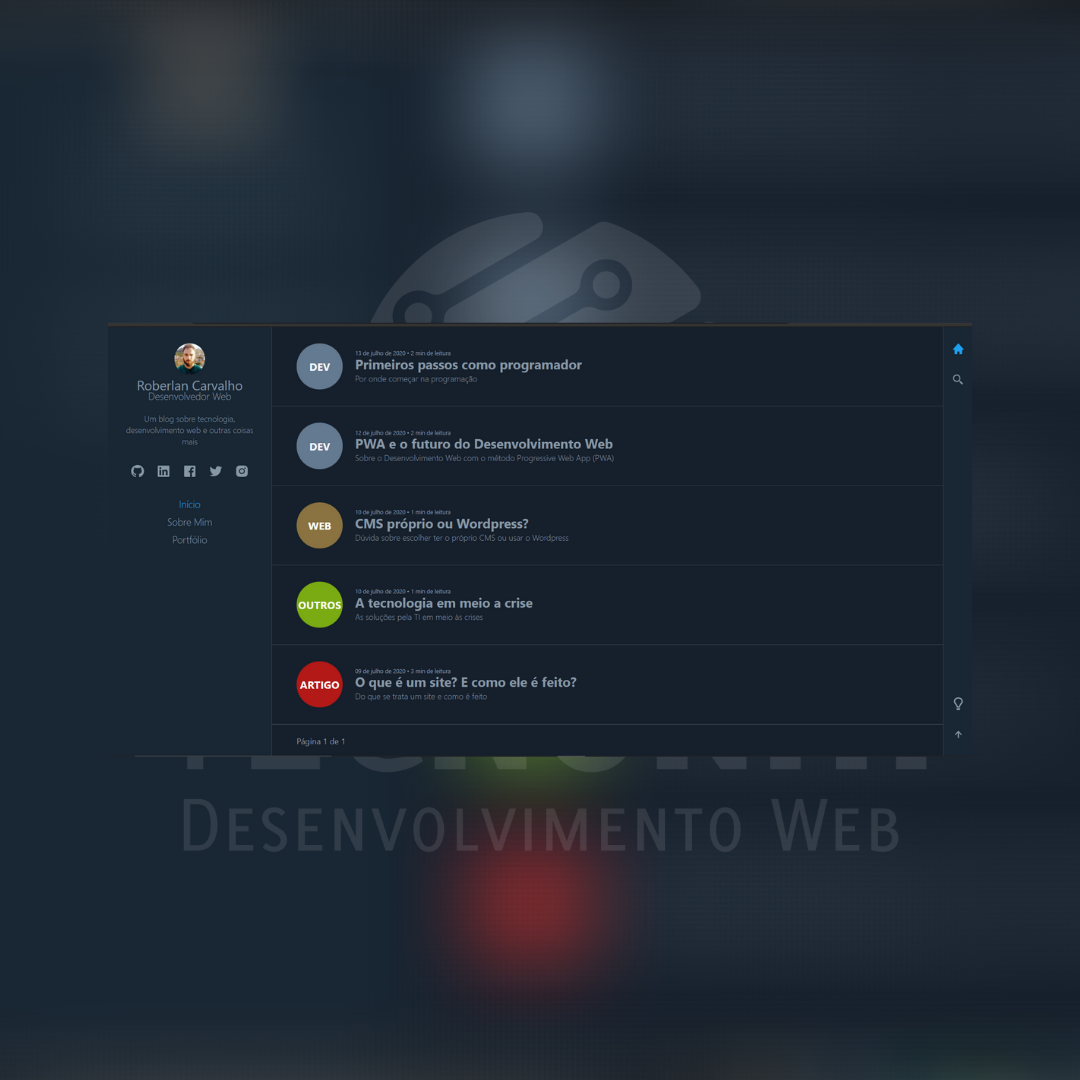 Roberlan Carvalho
Desenvolvedor Web
Um blog sobre tecnologia,
desenvolvimento web e outras coisas
mais
Início
Sobre Mim
Portfólio
DEV
13 de julho de 2020 • 2 min de leitura
Primeiros passos como programador
Por onde começar na programação
DEV
12 de julho de 2020 • 2 min de leitura
PWA e o futuro do Desenvolvimento Web
Sobre o Desenvolvimento Web com o método Progressive Web App (PWA)
WEB
10 de julho de 2020 • 1 min de leitura
CMS próprio ou Wordpress?
Dúvida sobre escolher ter o próprio CMS ou usar o Wordpress
OUTROS
10 de julho de 2020 • 1 min de leitura
A tecnologia em meio a crise
As soluções pela TI em meio às crises
ARTIGO
09 de julho de 2020 • 3 min de leitura
O que é um site? E como ele é feito?
Do que se trata um site e como é feito
Página 1 de 1
Desenvolvimento Web